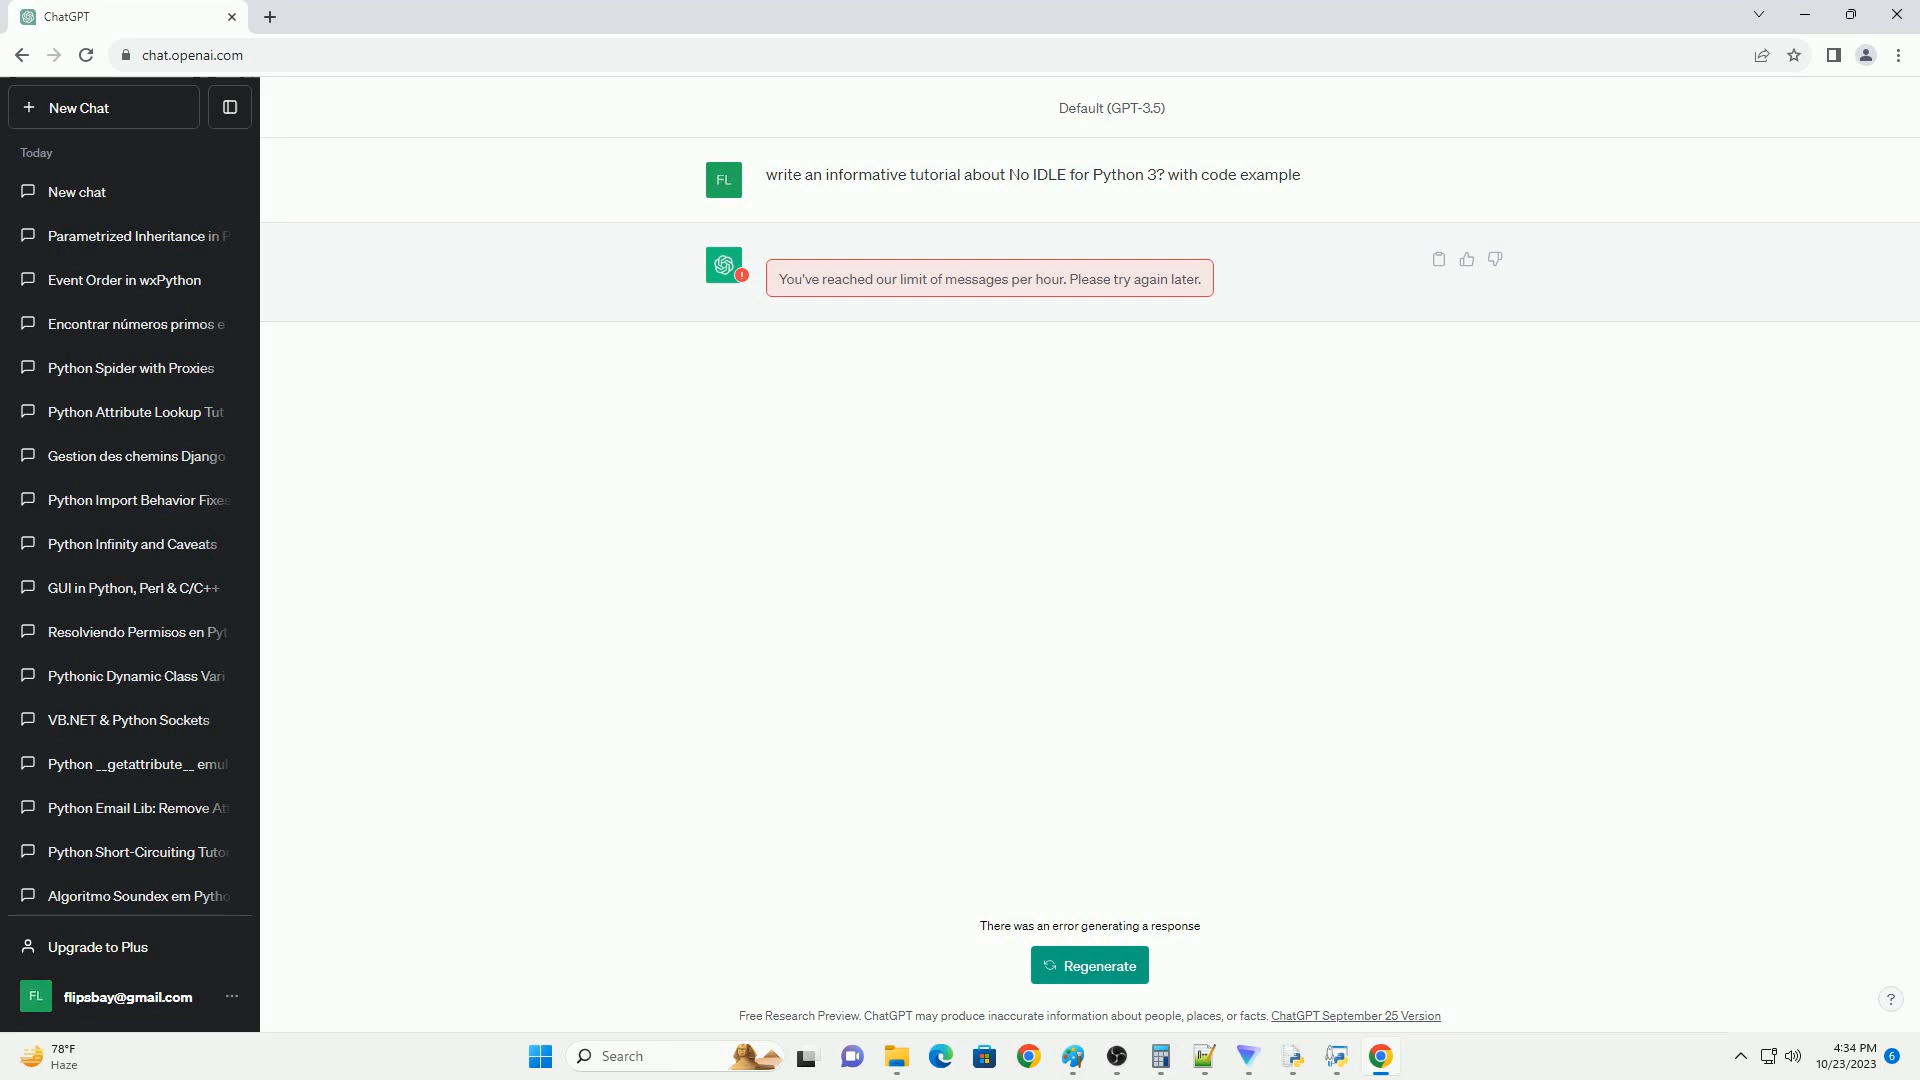 ChatGPT
chat.openai.com
New Chat
Default (GPT-3.5)
Today
New chat
Parametrized Inheritance in P
Event Order in wxPython
Encontrar números primos e
Python Spider with Proxies
Python Attribute Lookup Tut
Gestion des chemins Django
Python Import Behavior Fixes
Python Infinity and Caveats
GUI in Python, Perl & C/C++
Resolviendo Permisos en Pyt
Pythonic Dynamic Class Vari
VB.NET & Python Sockets
Python __getattribute__ emul
Python Email Lib: Remove Att
Python Short-Circuiting Tutor
Algoritmo Soundex em Pytho
Upgrade to Plus
FL
flipsbay@gmail.com
FL
write an informative tutorial about No IDLE for Python 3? with code example
!
You've reached our limit of messages per hour. Please try again later.
There was an error generating a response
Regenerate
?
Free Research Preview. ChatGPT may produce inaccurate information about people, places, or facts. ChatGPT September 25 Version
78°F
Haze
Search
4:34 PM
10/23/2023
6